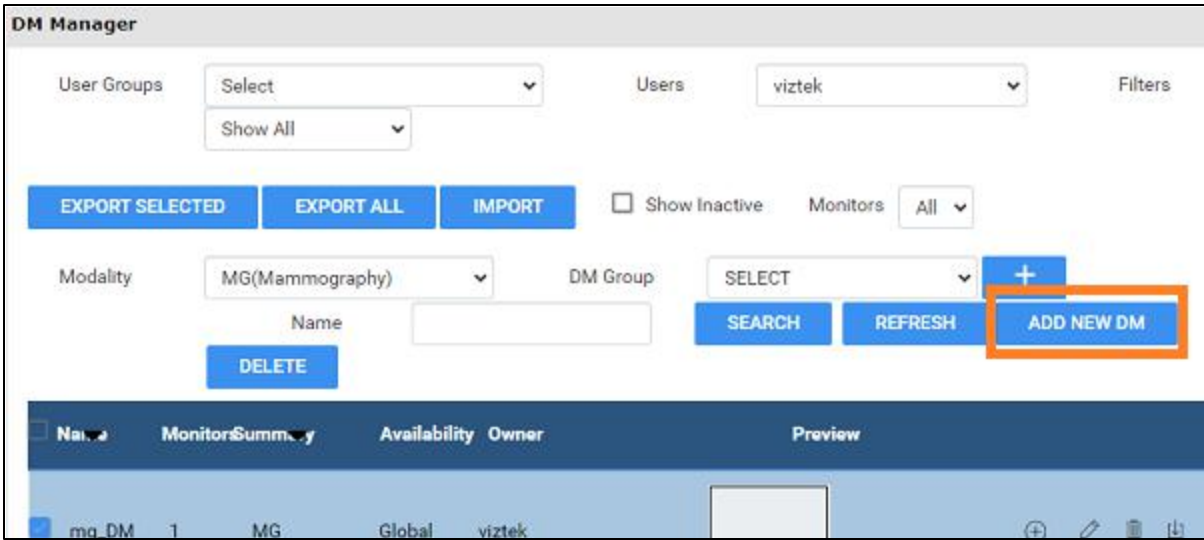 DM Manager
User Groups Select Users viztek Filters
Show All
EXPORT SELECTED EXPORT ALL IMPORT Show Inactive Monitors All
Modality MG(Mammography) DM Group SELECT +
Name SEARCH REFRESH ADD NEW DM
DELETE
Monitors Availability Owner Preview
mg_DM 1 MG Global viztek